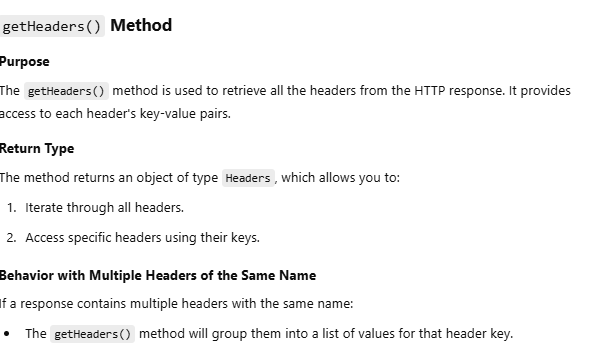 getHeaders() Method
Purpose
The getHeaders() method is used to retrieve all the headers from the HTTP response. It provides
access to each header's key-value pairs.
Return Type
The method returns an object of type Headers, which allows you to:
1. Iterate through all headers.
2. Access specific headers using their keys.
Behavior with Multiple Headers of the Same Name
If a response contains multiple headers with the same name:
• The getHeaders() method will group them into a list of values for that header key.